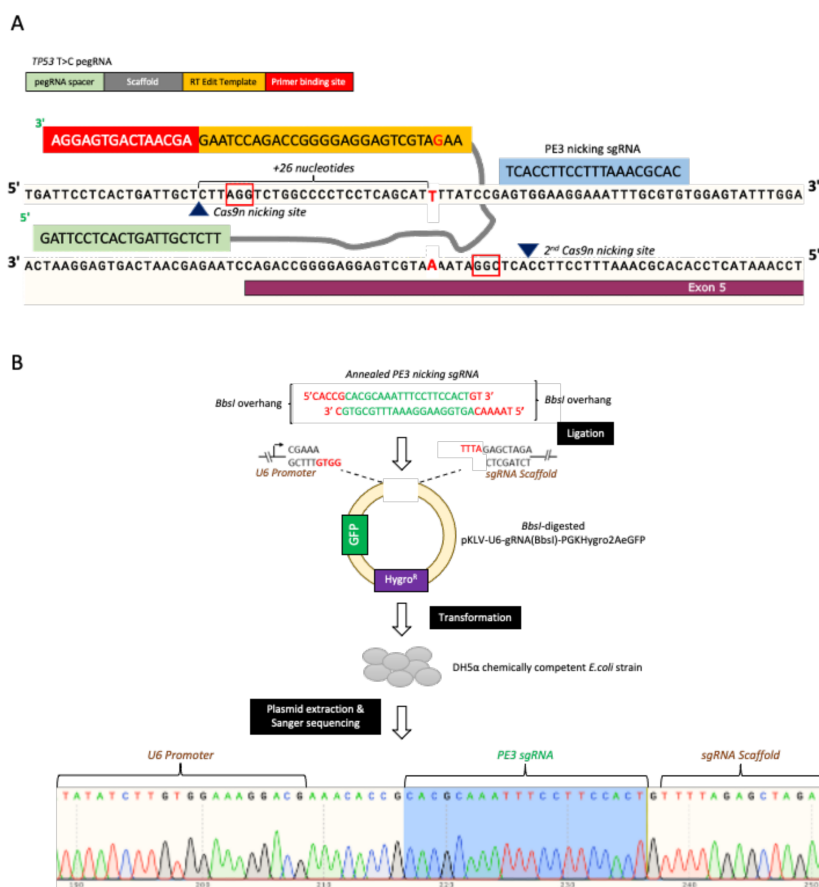 A
TP53 T>C pegRNA
pegRNA spacer Scaffold RT Edit Template Primer binding site
3'
AGGAGTGACTAACGA GAATCCAGACCGGGGAGGAGTCGTAGAA
PE3 nicking sgRNA
TCACCTTCCTTTAAACGCAC
+26 nucleotides
5' TGATTCCTCACTGATTGCTCTTAGGTCTGGCCCCTCCTCAGCATTTTATCCGAGTGGAAGGAAATTTGCGTGTGGAGTATTTGGA 3'
Cas9n nicking site
5'
GATTCCTCACTGATTGCTCTT
2nd Cas9n nicking site
3' ACTAAGGAGTGACTAACGAGAATCCAGACCGGGGAGGAGTCGTAAAATAGGCTCACCTTCCTTTAAACGCACACCTCATAAACCT 5'
Exon 5
B
Annealed PE3 nicking sgRNA
BbsI overhang
5'CACCGCACGCAAATTTCCTTCCACTGT 3'
3' CGTGCGTTTAAAGGAAGGTGACAAAAT 5'
BbsI overhang
Ligation
CGAAA
GCTTTGTGG
U6 Promoter
TTTAGAGCTAGA
CTCGATCT
sgRNA Scaffold
GFP
HygroR
BbsI-digested
pKLV-U6-gRNA(BbsI)-PGKHygro2AeGFP
Transformation
DH5α chemically competent E.coli strain
Plasmid extraction &
Sanger sequencing
U6 Promoter PE3 sgRNA sgRNA Scaffold
TATATCTTGTGGAAAGGACGAAACACCGCACGCAAATTTCCTTCCACTGTTTTAGAGCTAGA